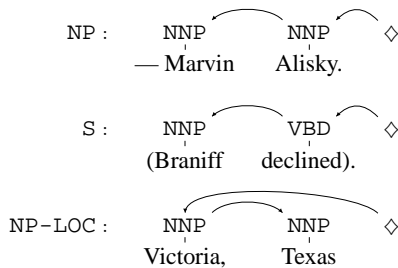 NP : NNP NNP ◇
— Marvin Alisky.
S : NNP VBD ◇
(Braniff declined).
NP-LOC : NNP NNP ◇
Victoria, Texas